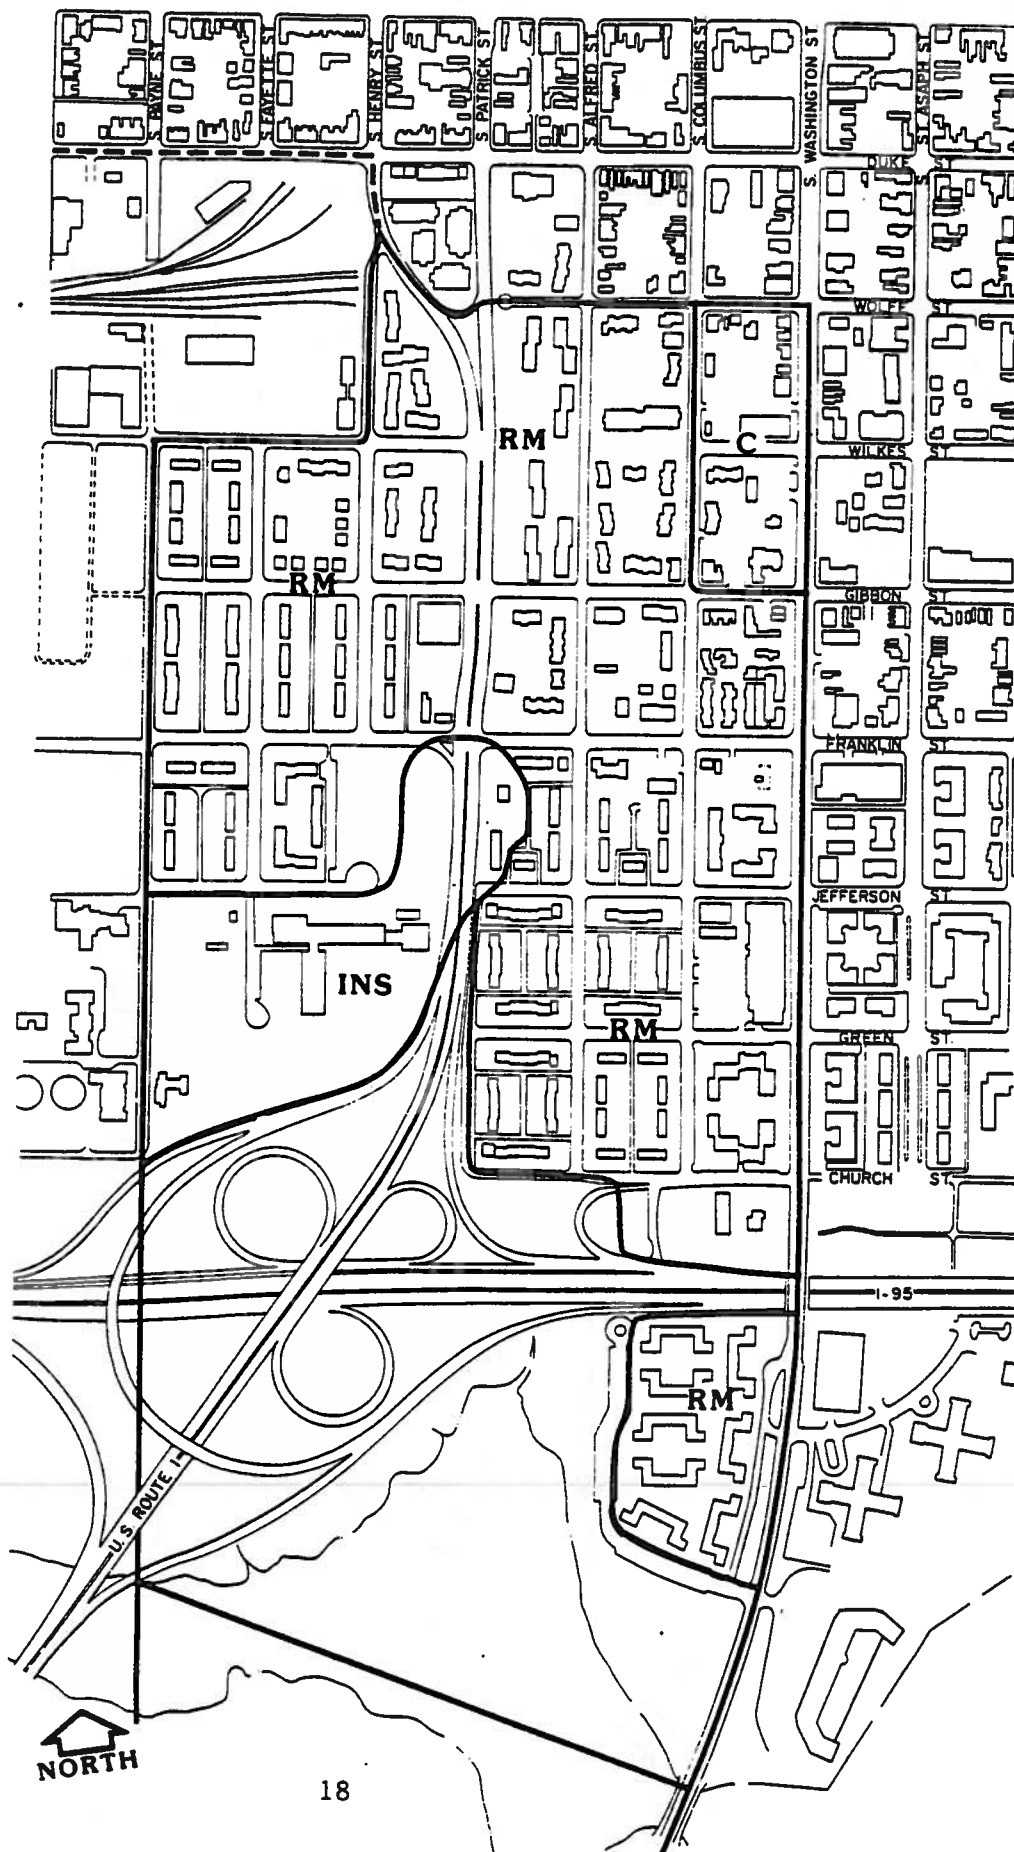 S PAYNE ST
S FAYETTE ST
S HENRY ST
S PATRICK ST
S ALFRED ST
S COLUMBUS ST
S. WASHINGTON ST
S ST ASAPH ST
DUKE ST
WOLFE ST
RM
C
WILKES ST
RM
GIBBON ST
FRANKLIN ST
JEFFERSON ST
INS
RM
GREEN ST.
CHURCH ST
I-95
RM
U.S. ROUTE 1
NORTH
18